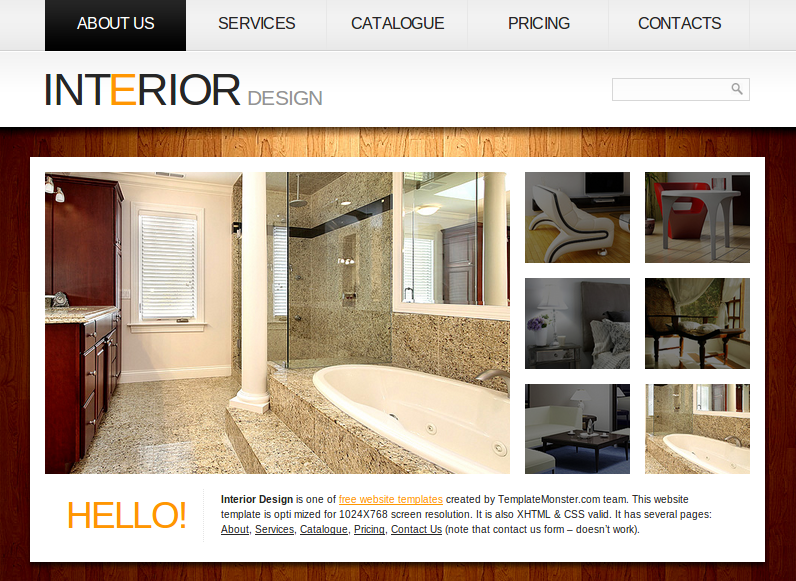 ABOUT US SERVICES CATALOGUE PRICING CONTACTS
INTERIOR DESIGN
HELLO!
Interior Design is one of free website templates created by TemplateMonster.com team. This website
template is opti mized for 1024X768 screen resolution. It is also XHTML & CSS valid. It has several pages:
About, Services, Catalogue, Pricing, Contact Us (note that contact us form – doesn't work).